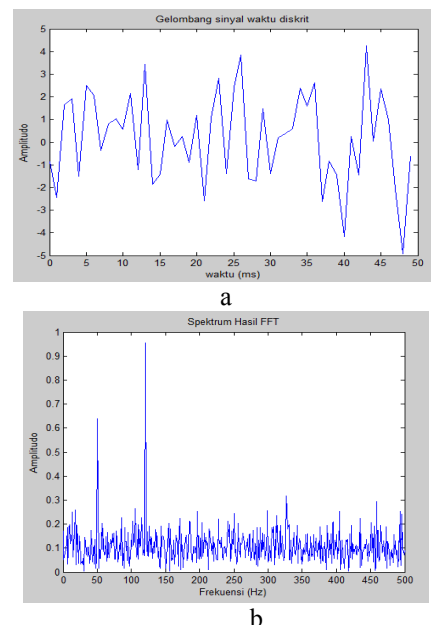 Gelombang sinyal waktu diskrit
5
4
3
2
1
0
-1
-2
-3
-4
-5
Amplitudo
0 5 10 15 20 25 30 35 40 45 50
waktu (ms)
a
Spektrum Hasil FFT
1
0.9
0.8
0.7
0.6
0.5
0.4
0.3
0.2
0.1
0
Amplitudo
0 50 100 150 200 250 300 350 400 450 500
Frekuensi (Hz)
b